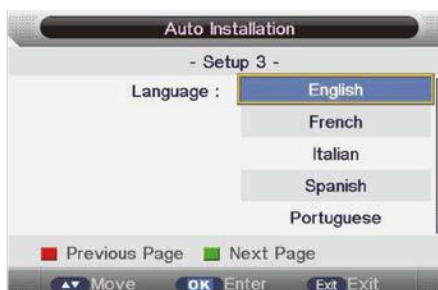 Auto Installation
- Setup 3 -
Language : English
French
Italian
Spanish
Portuguese
Previous Page Next Page
Move OK Enter Exit Exit